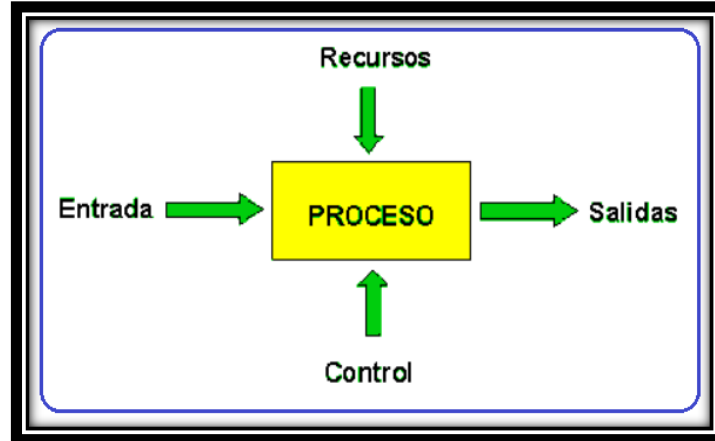 Recursos
Entrada
PROCESO
Salidas
Control